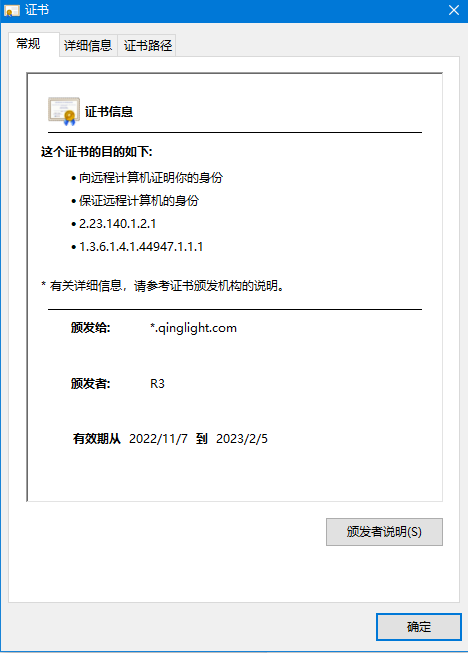 证书
常规 详细信息 证书路径
证书信息
这个证书的目的如下:
• 向远程计算机证明你的身份
• 保证远程计算机的身份
• 2.23.140.1.2.1
• 1.3.6.1.4.1.44947.1.1.1
* 有关详细信息，请参考证书颁发机构的说明。
颁发给: *.qinglight.com
颁发者: R3
有效期从 2022/11/7 到 2023/2/5
颁发者说明(S)
确定